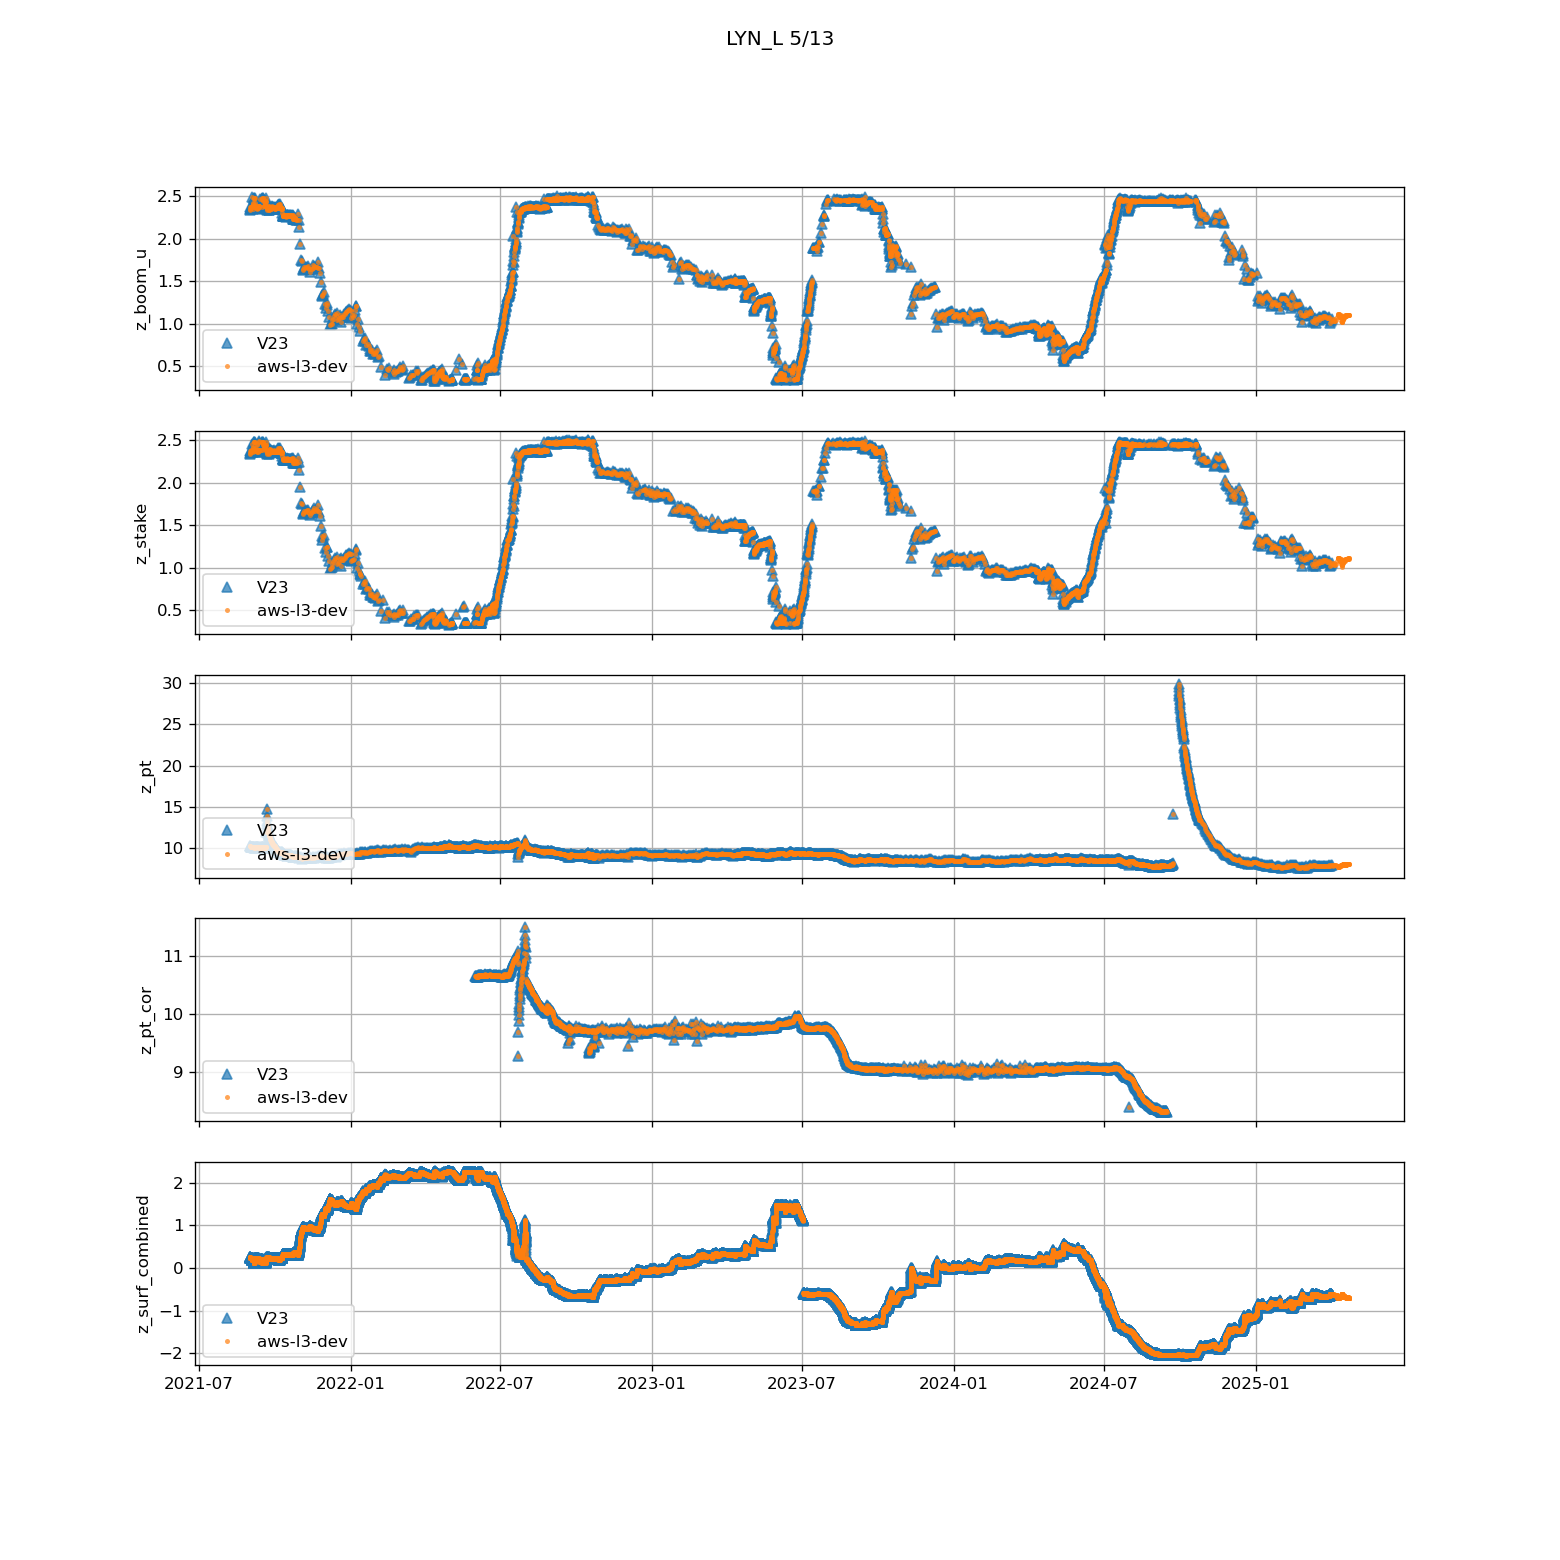 LYN_L 5/13
2.5
2.0
1.5
1.0
0.5
z_boom_u
V23
aws-l3-dev
2.5
2.0
1.5
1.0
0.5
z_stake
V23
aws-l3-dev
30
25
20
15
10
z_pt
V23
aws-l3-dev
11
10
9
z_pt_cor
V23
aws-l3-dev
2
1
0
−1
−2
z_surf_combined
V23
aws-l3-dev
2021-07 2022-01 2022-07 2023-01 2023-07 2024-01 2024-07 2025-01